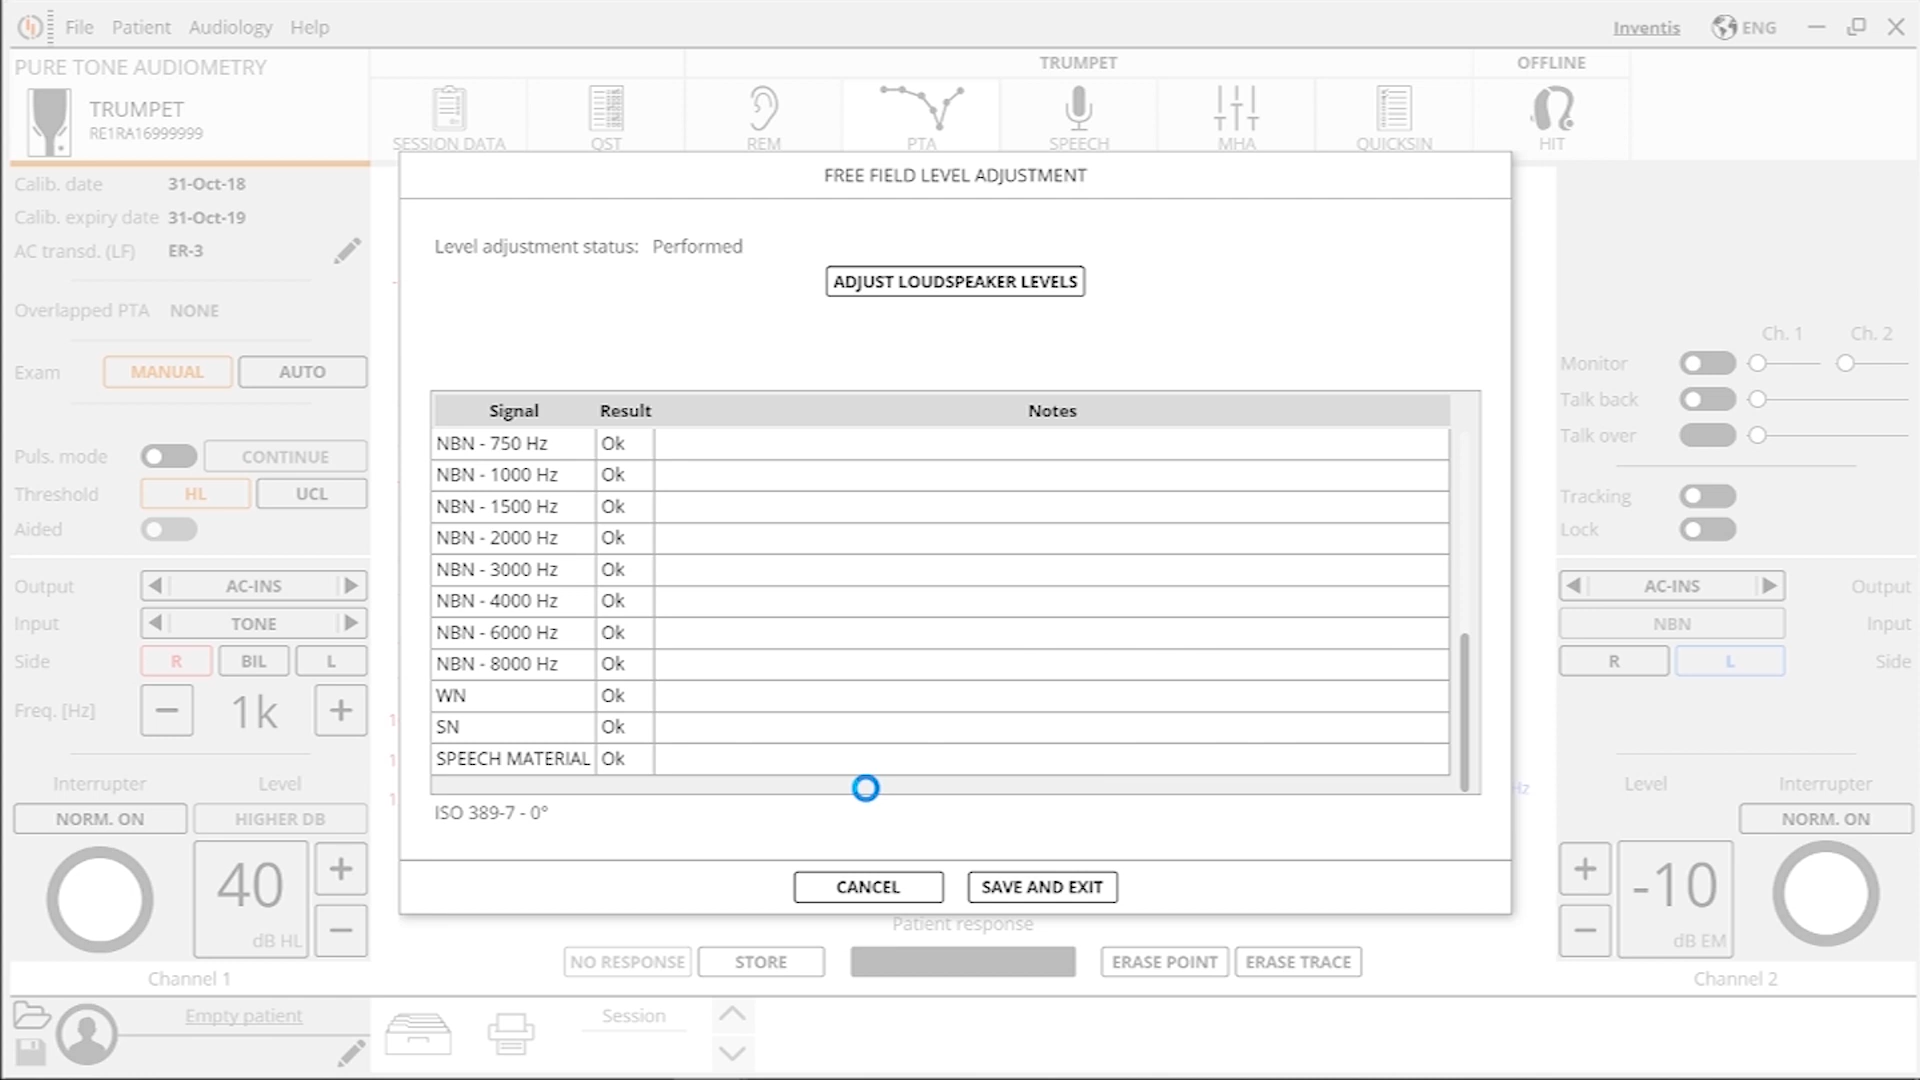 File Patient Audiology Help
Inventis ENG
PURE TONE AUDIOMETRY
TRUMPET
RE1RA16999999
TRUMPET
OFFLINE
SESSION DATA QST REM PTA SPEECH MHA QUICKSIN HIT
Calib. date 31-Oct-18
Calib. expiry date 31-Oct-19
AC transd. (LF) ER-3
Overlapped PTA NONE
Exam MANUAL AUTO
Puls. mode CONTINUE
Threshold HL UCL
Aided
Output AC-INS
Input TONE
Side R BIL L
Freq. [Hz] 1k
Interrupter Level
NORM. ON HIGHER DB
40
dB HL
Channel 1
FREE FIELD LEVEL ADJUSTMENT
Level adjustment status: Performed
ADJUST LOUDSPEAKER LEVELS
Signal Result Notes
NBN - 750 Hz Ok
NBN - 1000 Hz Ok
NBN - 1500 Hz Ok
NBN - 2000 Hz Ok
NBN - 3000 Hz Ok
NBN - 4000 Hz Ok
NBN - 6000 Hz Ok
NBN - 8000 Hz Ok
WN Ok
SN Ok
SPEECH MATERIAL Ok
ISO 389-7 - 0°
CANCEL SAVE AND EXIT
Patient response
NO RESPONSE STORE ERASE POINT ERASE TRACE
Ch. 1 Ch. 2
Monitor
Talk back
Talk over
Tracking
Lock
AC-INS Output
NBN Input
R L Side
Hz
Level Interrupter
NORM. ON
-10
dB EM
Channel 2
Empty patient
Session